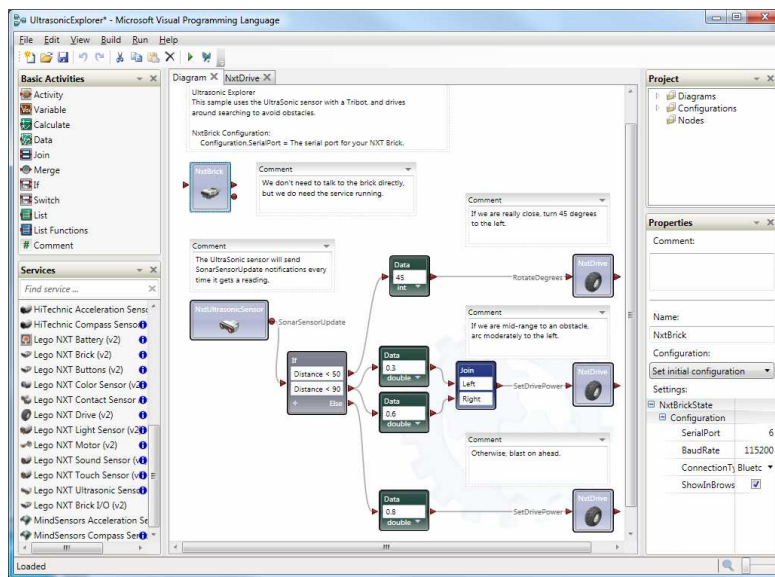 UltrasonicExplorer* - Microsoft Visual Programming Language
File Edit View Build Run Help
Basic Activities
Activity
Variable
Calculate
Data
Join
Merge
If
Switch
List
List Functions
# Comment
Services
Find service ...
HiTechnic Acceleration Senso
HiTechnic Compass Sensor
Lego NXT Battery (v2)
Lego NXT Brick (v2)
Lego NXT Buttons (v2)
Lego NXT Color Sensor (v2)
Lego NXT Contact Sensor
Lego NXT Drive (v2)
Lego NXT Light Sensor (v2)
Lego NXT Motor (v2)
Lego NXT Sound Sensor (v
Lego NXT Touch Sensor (v
Lego NXT Ultrasonic Senso
Lego NXT Brick I/O (v2)
MindSensors Acceleration Se
MindSensors Compass Sen
Diagram
NxtDrive
Ultrasonic Explorer
This sample uses the UltraSonic sensor with a Tribot, and drives
around searching to avoid obstacles.
NxtBrick Configuration:
Configuration.SerialPort = The serial port for your NXT Brick.
NxtBrick
Comment
We don't need to talk to the brick directly,
but we do need the service running.
Comment
If we are really close, turn 45 degrees
to the left.
Comment
The UltraSonic sensor will send
SonarSensorUpdate notifications every
time it gets a reading.
Data
45
int
RotateDegrees
NxtDrive
NxtUltrasonicSensor
SonarSensorUpdate
Comment
If we are mid-range to an obstacle,
arc moderately to the left.
If
Distance < 50
Distance < 90
+ Else
Data
0.3
double
Data
0.6
double
Join
Left
Right
SetDrivePower
NxtDrive
Comment
Otherwise, blast on ahead.
Data
0.8
double
SetDrivePower
NxtDrive
Project
Diagrams
Configurations
Nodes
Properties
Comment:
Name:
NxtBrick
Configuration:
Set initial configuration
Settings:
NxtBrickState
Configuration
SerialPort 6
BaudRate 115200
ConnectionTy Bluetc
ShowInBrows
Loaded